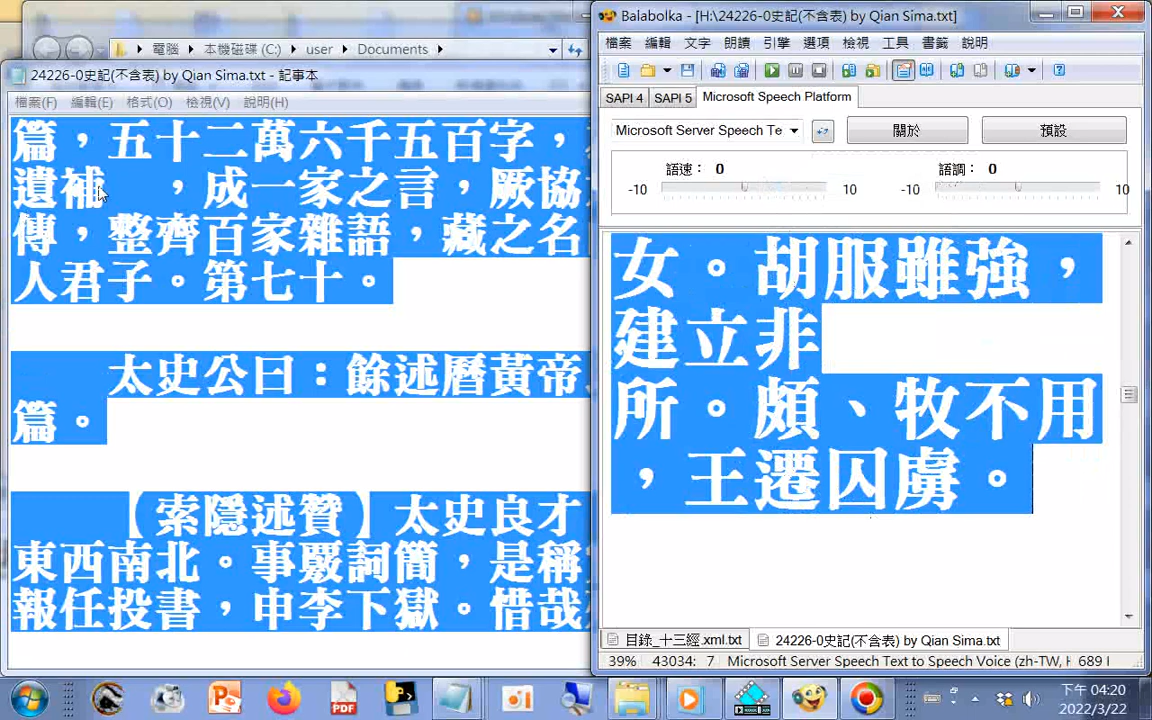 電腦 本機磁碟 (C:) user Documents
24226-0史記(不含表) by Qian Sima.txt - 記事本
檔案(F) 編輯(E) 格式(O) 檢視(V) 說明(H)
篇，五十二萬六千五百字，
遺補　，成一家之言，厥協
傳，整齊百家雜語，藏之名
人君子。第七十。
太史公曰：餘述曆黃帝
篇。
【索隱述贊】太史良才
東西南北。事覈詞簡，是稱
報任投書，申李下獄。惜哉
Balabolka - [H:\24226-0史記(不含表) by Qian Sima.txt]
檔案 編輯 文字 朗讀 引擎 選項 檢視 工具 書籤 說明
SAPI 4 SAPI 5 Microsoft Speech Platform
Microsoft Server Speech Te 關於 預設
語速： 0 語調： 0
-10 10 -10 10
女。胡服雖強，
建立非
所。頗、牧不用
，王遷囚虜。
目錄_十三經.xml.txt 24226-0史記(不含表) by Qian Sima.txt
39% 43034: 7 Microsoft Server Speech Text to Speech Voice (zh-TW, H 689 
PDF
下午 04:20
2022/3/22